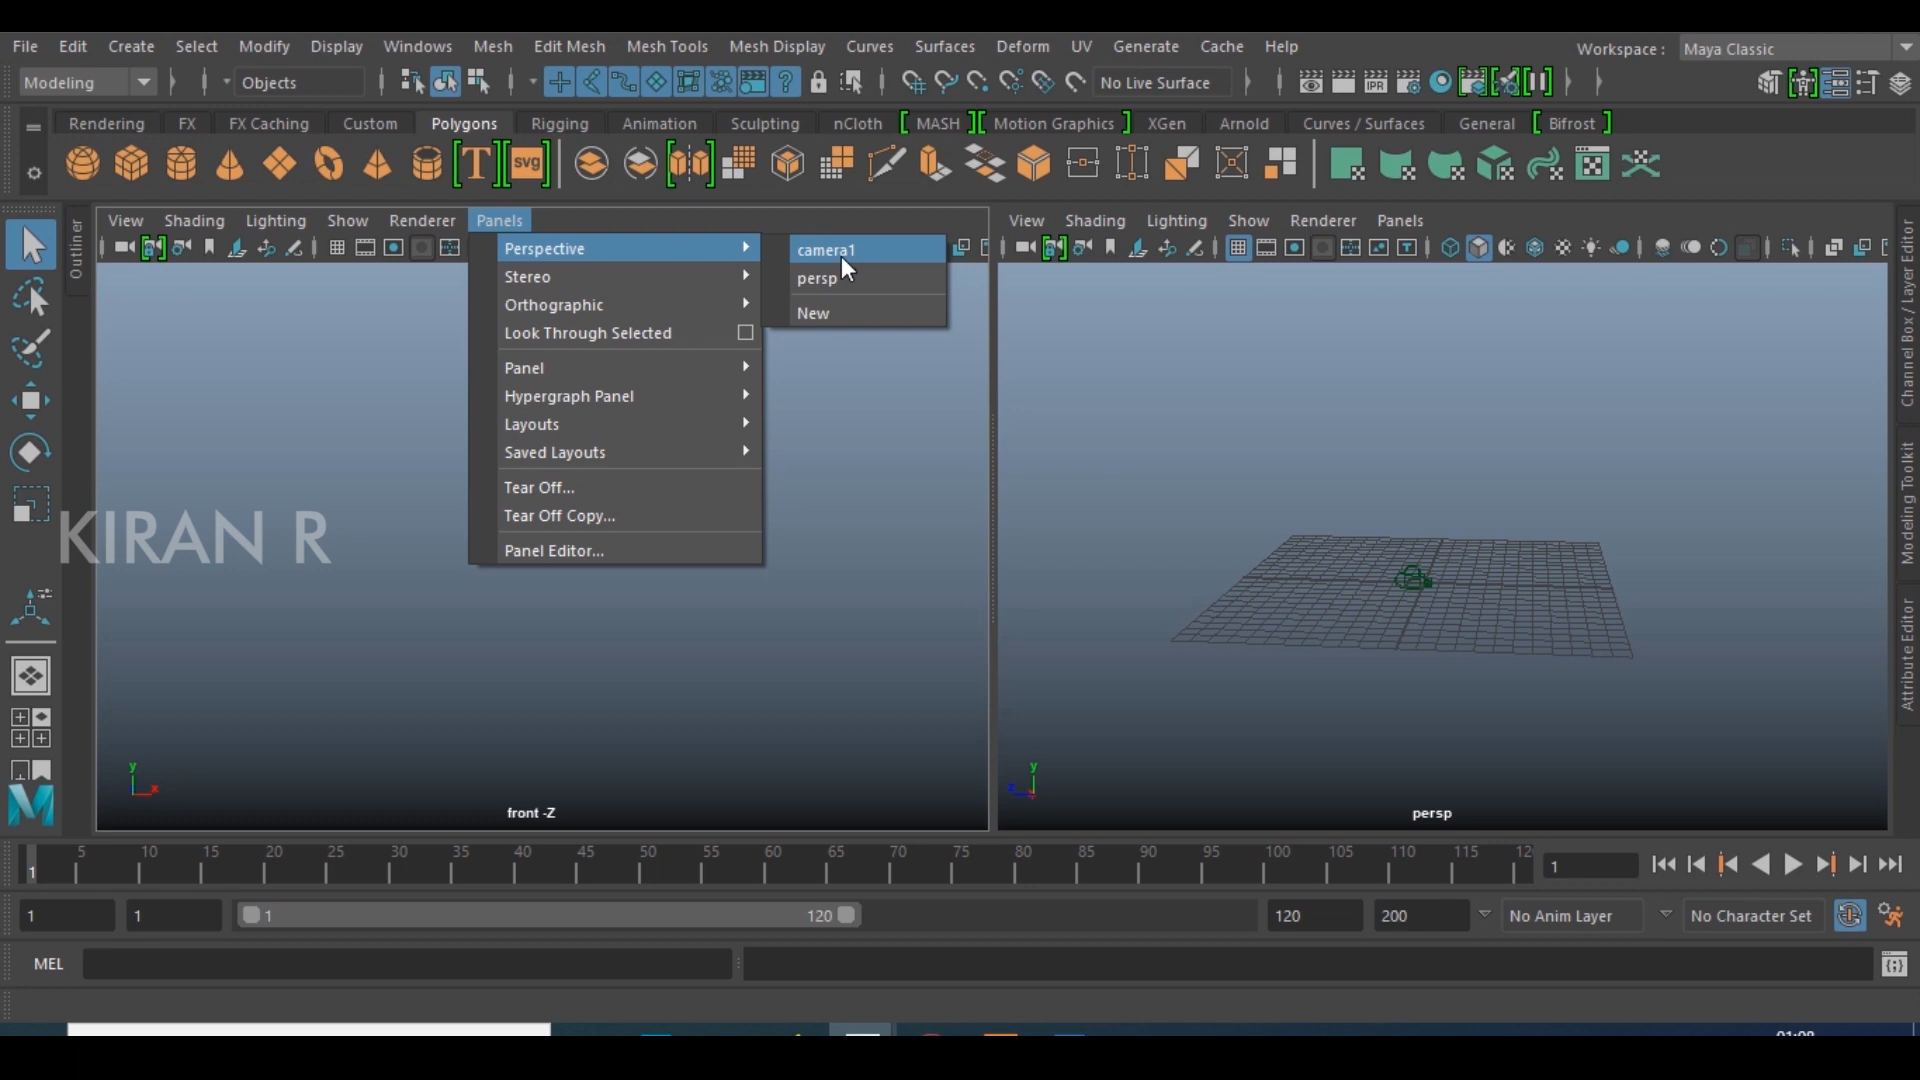 File Edit Create Select Modify Display Windows Mesh Edit Mesh Mesh Tools Mesh Display Curves Surfaces Deform UV Generate Cache Help Workspace : Maya Classic
Modeling Objects No Live Surface IPR
Rendering FX FX Caching Custom Polygons Rigging Animation Sculpting nCloth MASH Motion Graphics XGen Arnold Curves / Surfaces General Bifrost
T svg
View Shading Lighting Show Renderer Panels
View Shading Lighting Show Renderer Panels
Outliner
Perspective
Stereo
Orthographic
Look Through Selected
Panel
Hypergraph Panel
Layouts
Saved Layouts
Tear Off...
Tear Off Copy...
Panel Editor...
camera1
persp
New
Channel Box / Layer Editor
Modeling Toolkit
Attribute Editor
KIRAN R
y x
front -Z
y z
persp
5 10 15 20 25 30 35 40 45 50 55 60 65 70 75 80 85 90 95 100 105 110 115 12
1 1
1 1 1 120 120 200 No Anim Layer No Character Set
MEL